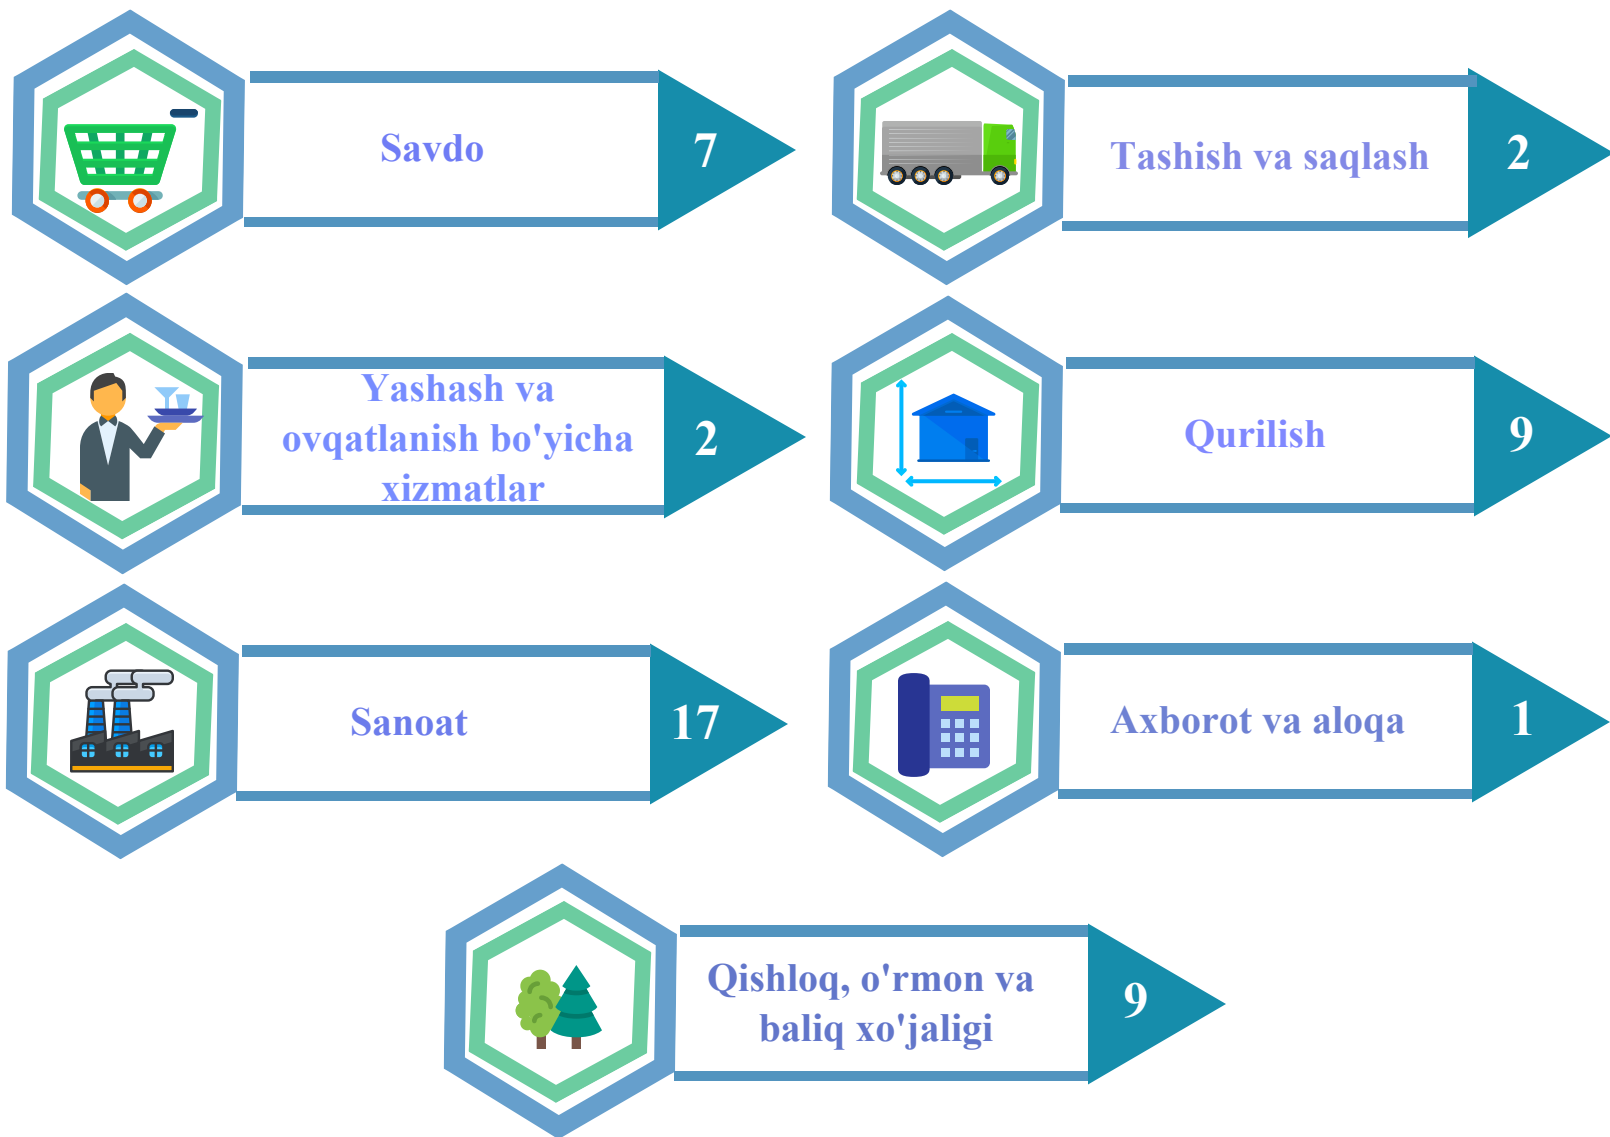 Savdo
7
Tashish va saqlash
2
Yashash va
ovqatlanish bo'yicha
xizmatlar
2
Qurilish
9
Sanoat
17
Axborot va aloqa
1
Qishloq, o'rmon va
baliq xo'jaligi
9